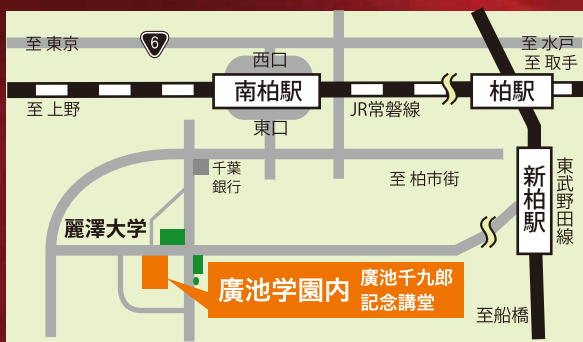 至 東京
6
至 水戸
至 取手
西口
南柏駅
柏駅
至 上野
JR常磐線
東口
千葉
銀行
至 柏市街
新柏駅
東武野田線
麗澤大学
廣池学園内
廣池千九郎
記念講堂
至船橋